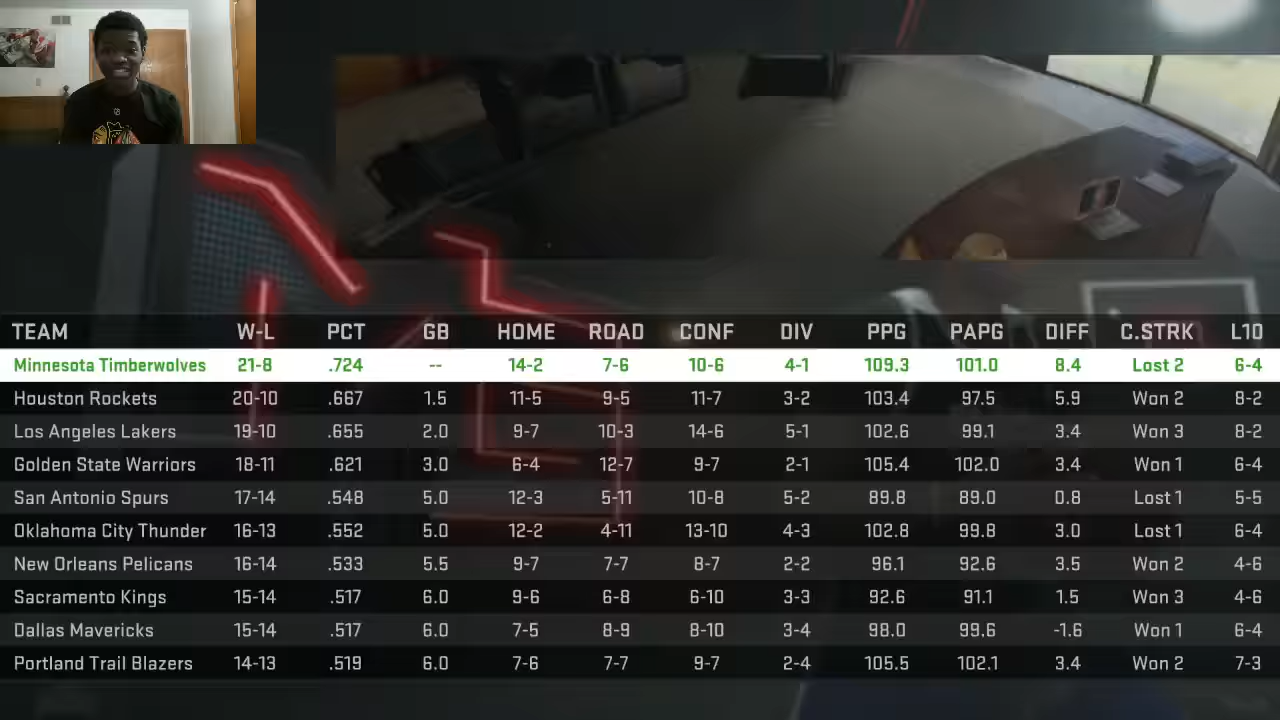 TEAM W-L PCT GB HOME ROAD CONF DIV PPG PAPG DIFF C.STRK L10
Minnesota Timberwolves 21-8 .724 -- 14-2 7-6 10-6 4-1 109.3 101.0 8.4 Lost 2 6-4
Houston Rockets 20-10 .667 1.5 11-5 9-5 11-7 3-2 103.4 97.5 5.9 Won 2 8-2
Los Angeles Lakers 19-10 .655 2.0 9-7 10-3 14-6 5-1 102.6 99.1 3.4 Won 3 8-2
Golden State Warriors 18-11 .621 3.0 6-4 12-7 9-7 2-1 105.4 102.0 3.4 Won 1 6-4
San Antonio Spurs 17-14 .548 5.0 12-3 5-11 10-8 5-2 89.8 89.0 0.8 Lost 1 5-5
Oklahoma City Thunder 16-13 .552 5.0 12-2 4-11 13-10 4-3 102.8 99.8 3.0 Lost 1 6-4
New Orleans Pelicans 16-14 .533 5.5 9-7 7-7 8-7 2-2 96.1 92.6 3.5 Won 2 4-6
Sacramento Kings 15-14 .517 6.0 9-6 6-8 6-10 3-3 92.6 91.1 1.5 Won 3 4-6
Dallas Mavericks 15-14 .517 6.0 7-5 8-9 8-10 3-4 98.0 99.6 -1.6 Won 1 6-4
Portland Trail Blazers 14-13 .519 6.0 7-6 7-7 9-7 2-4 105.5 102.1 3.4 Won 2 7-3